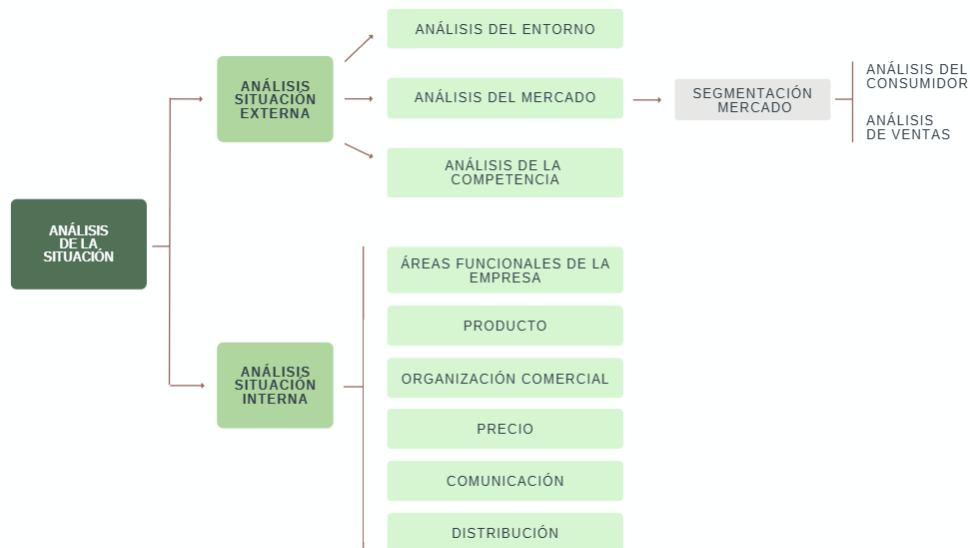 ANÁLISIS DEL ENTORNO
ANÁLISIS
SITUACIÓN
EXTERNA
ANÁLISIS DEL MERCADO
SEGMENTACIÓN
MERCADO
ANÁLISIS DEL
CONSUMIDOR
ANÁLISIS
DE VENTAS
ANÁLISIS DE LA
COMPETENCIA
ANÁLISIS
DE LA
SITUACIÓN
ÁREAS FUNCIONALES DE LA
EMPRESA
PRODUCTO
ANÁLISIS
SITUACIÓN
INTERNA
ORGANIZACIÓN COMERCIAL
PRECIO
COMUNICACIÓN
DISTRIBUCIÓN